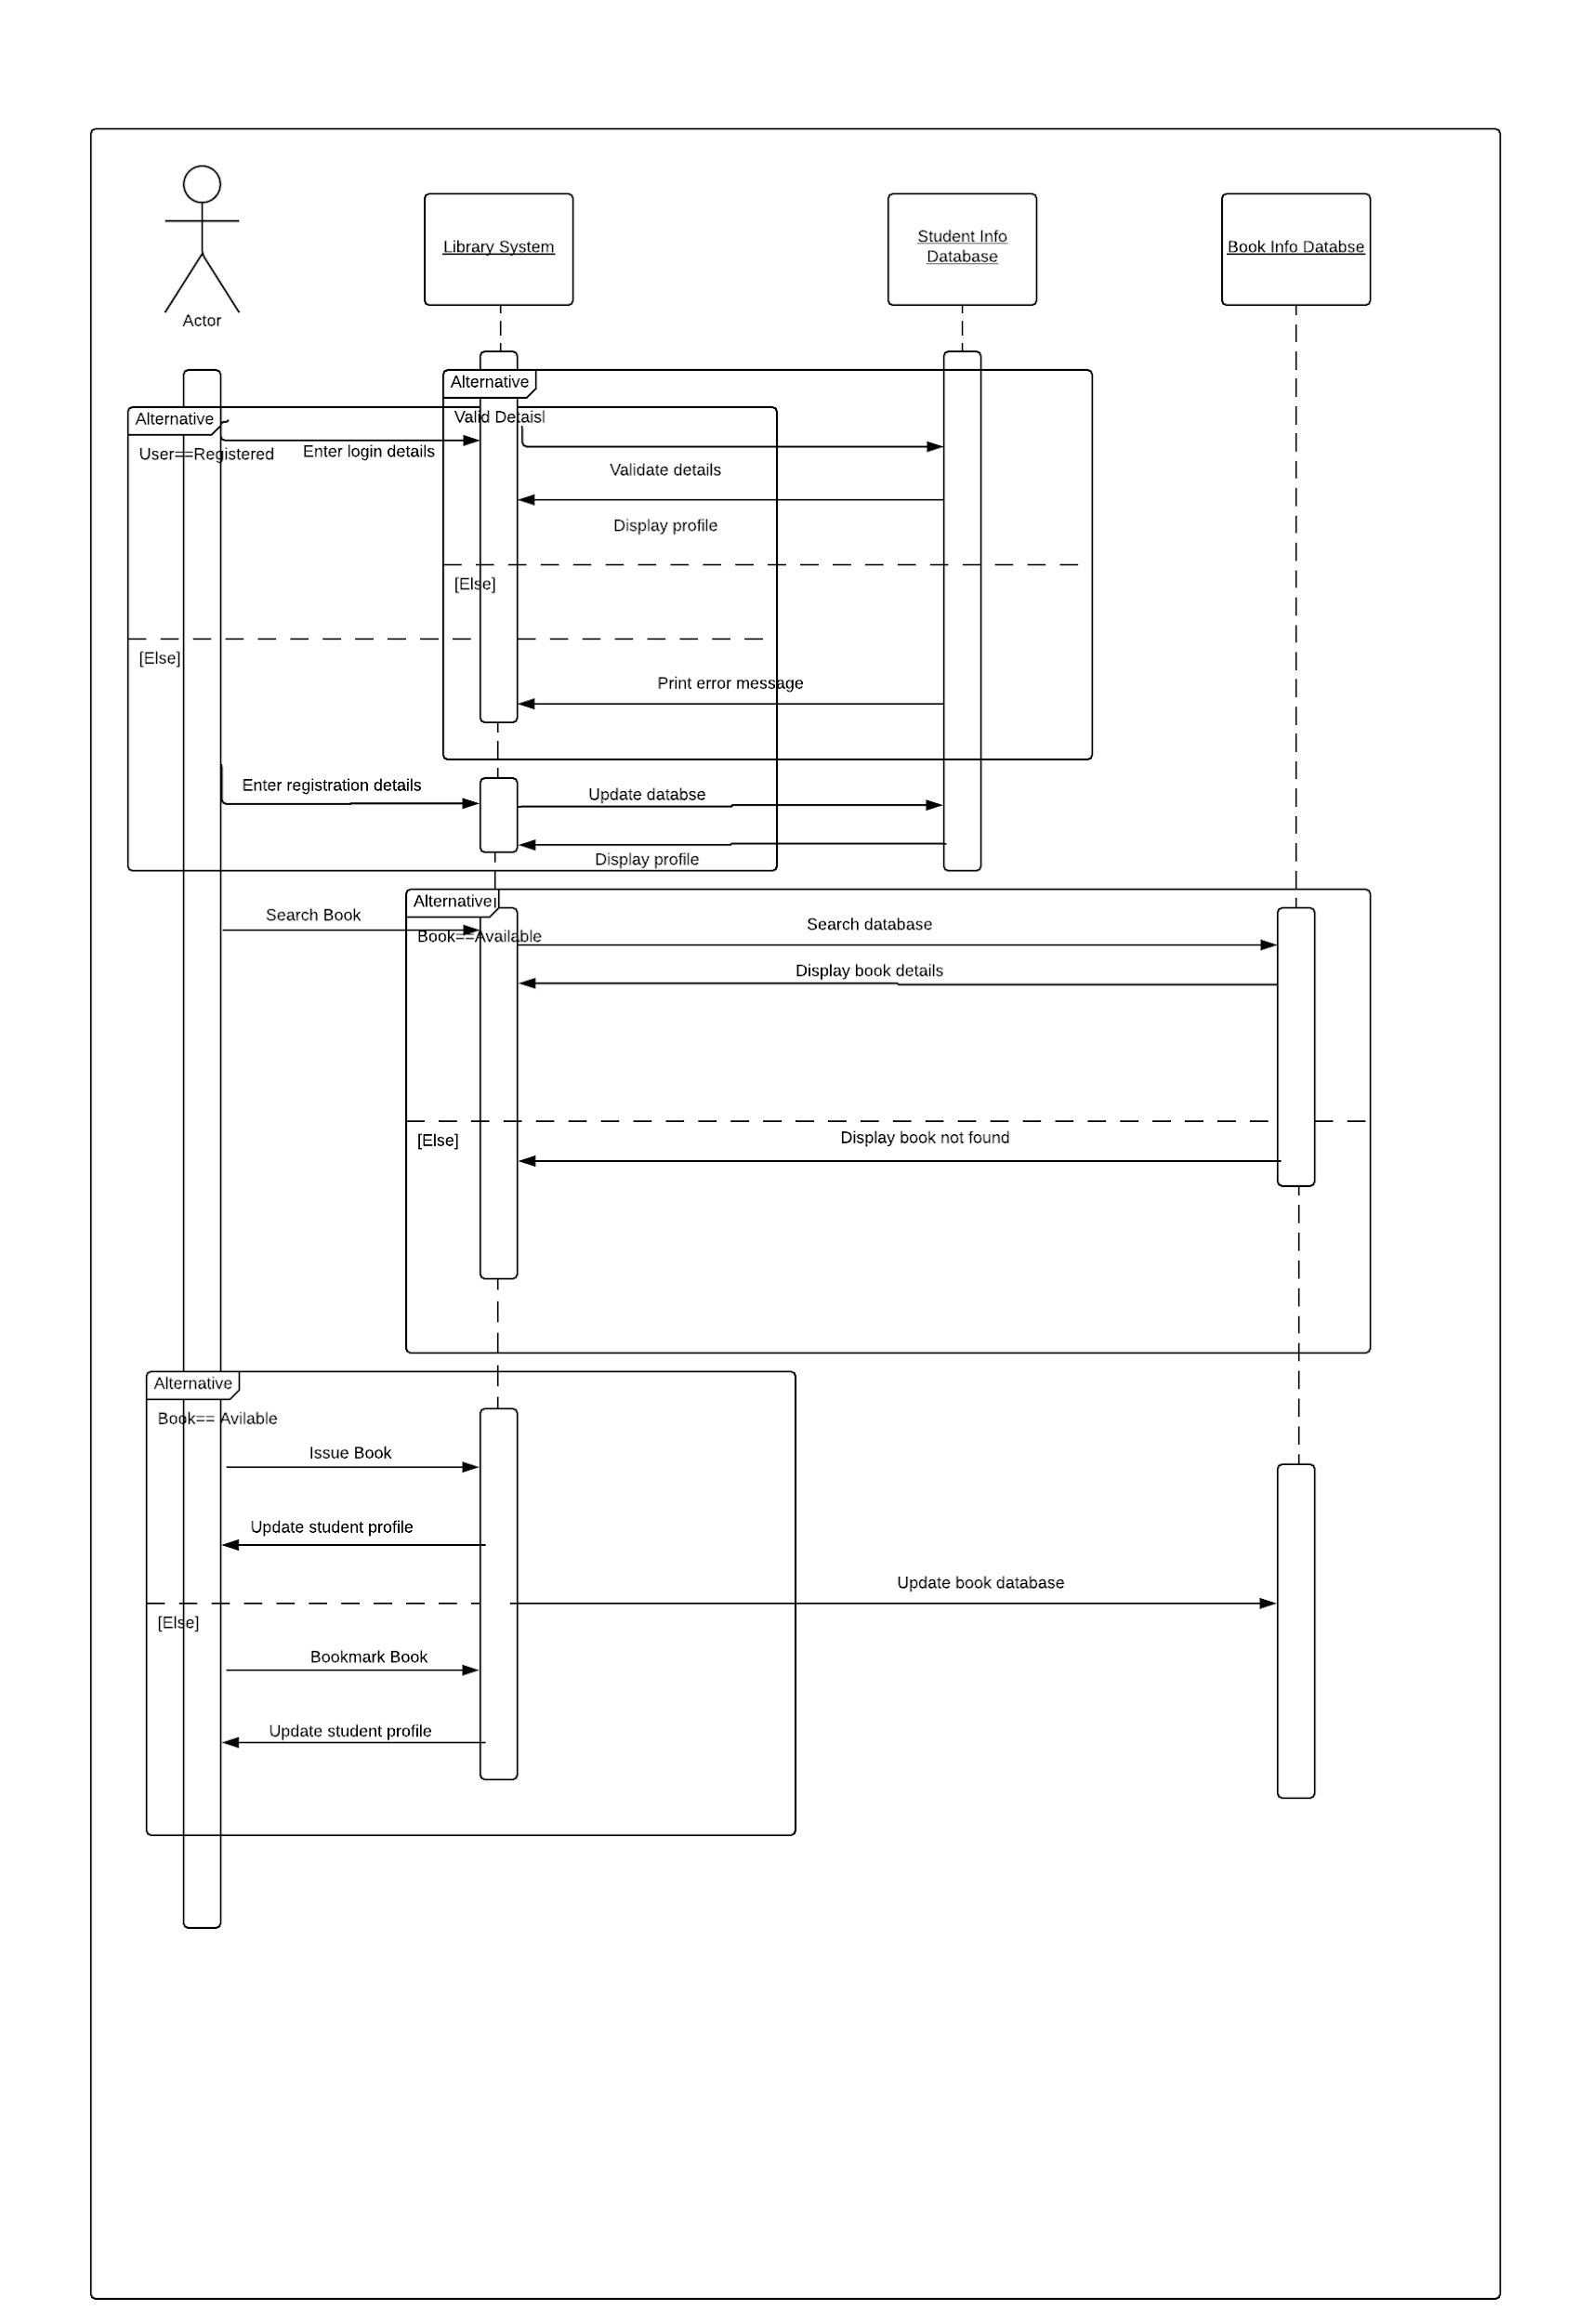 Actor
Library System
Student Info
Database
Book Info Databse
Alternative
Valid Detaisl
Alternative
User==Registered
Enter login details
Validate details
Display profile
[Else]
[Else]
Print error message
Enter registration details
Update databse
Display profile
Alternative
Search Book
Book==Available
Search database
Display book details
[Else]
Display book not found
Alternative
Book== Avilable
Issue Book
Update student profile
Update book database
[Else]
Bookmark Book
Update student profile